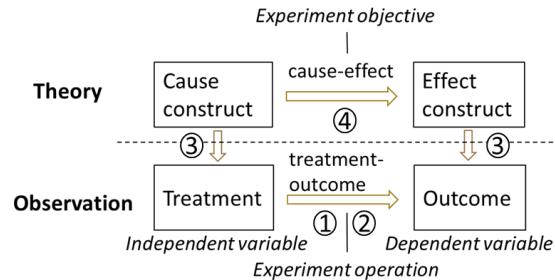 Experiment objective
Theory
Cause
construct
cause-effect
④
Effect
construct
③
③
Observation
Treatment
treatment-
outcome
① ②
Outcome
Independent variable
Dependent variable
Experiment operation